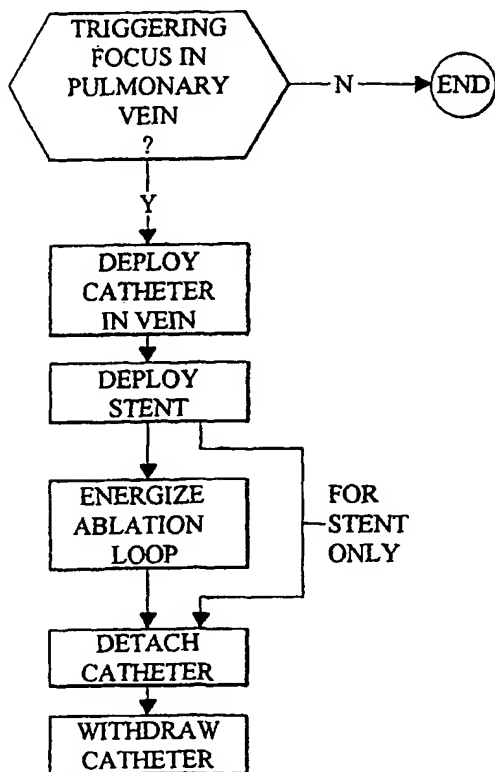 TRIGGERING
FOCUS IN
PULMONARY
VEIN
?
N
END
Y
DEPLOY
CATHETER
IN VEIN
DEPLOY
STENT
ENERGIZE
ABLATION
LOOP
FOR
STENT
ONLY
DETACH
CATHETER
WITHDRAW
CATHETER